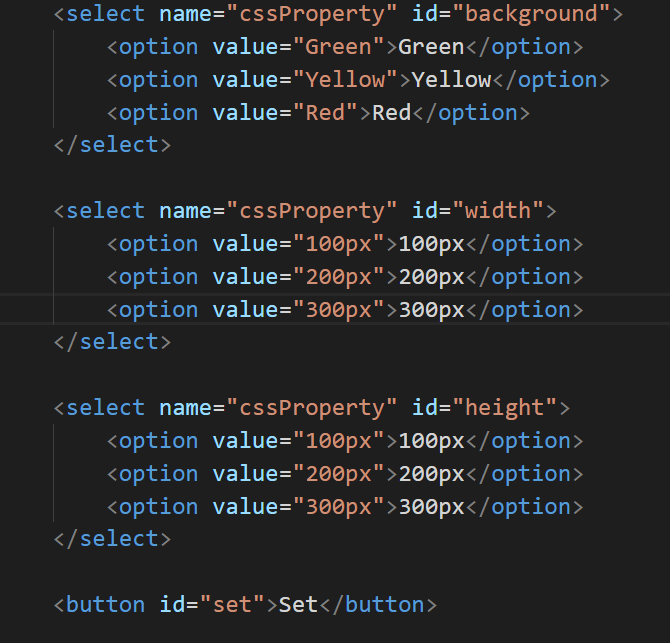 <select name="cssProperty" id="background">
    <option value="Green">Green</option>
    <option value="Yellow">Yellow</option>
    <option value="Red">Red</option>
</select>

<select name="cssProperty" id="width">
    <option value="100px">100px</option>
    <option value="200px">200px</option>
    <option value="300px">300px</option>
</select>

<select name="cssProperty" id="height">
    <option value="100px">100px</option>
    <option value="200px">200px</option>
    <option value="300px">300px</option>
</select>

<button id="set">Set</button>